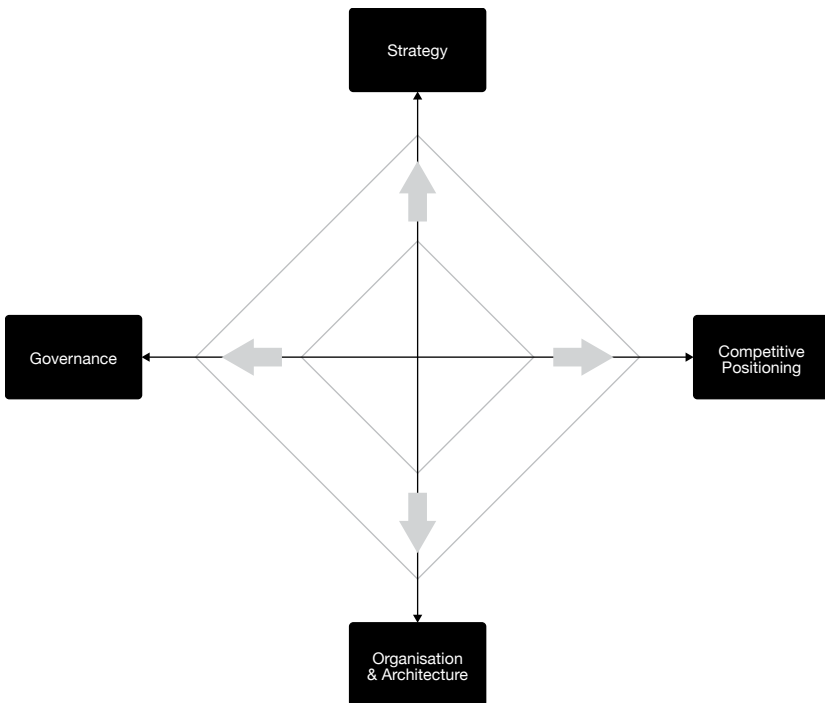 Strategy
Governance
Competitive
Positioning
Organisation
& Architecture